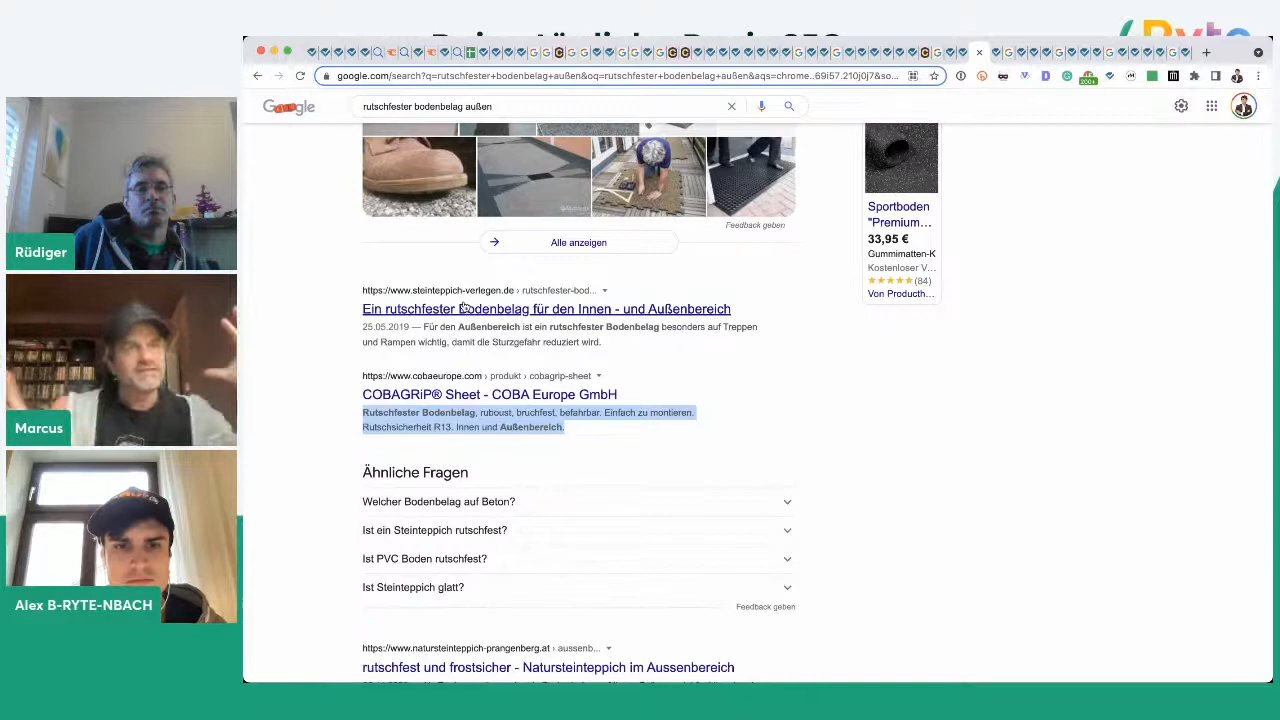 Ryte
google.com/search?q=rutschfester+bodenbelag+außen&oq=rutschfester+bodenbelag+außen&aqs=chrome..69i57.210j0j7&so...
200+
Google
rutschfester bodenbelag außen
Feedback geben
Alle anzeigen
https://www.steinteppich-verlegen.de › rutschfester-bod...
Ein rutschfester Bodenbelag für den Innen - und Außenbereich
25.05.2019 — Für den Außenbereich ist ein rutschfester Bodenbelag besonders auf Treppen
und Rampen wichtig, damit die Sturzgefahr reduziert wird.
https://www.cobaeurope.com › produkt › cobagrip-sheet
COBAGRiP® Sheet - COBA Europe GmbH
Rutschfester Bodenbelag, ruboust, bruchfest, befahrbar. Einfach zu montieren.
Rutschsicherheit R13. Innen und Außenbereich.
Ähnliche Fragen
Welcher Bodenbelag auf Beton?
Ist ein Steinteppich rutschfest?
Ist PVC Boden rutschfest?
Ist Steinteppich glatt?
Feedback geben
https://www.natursteinteppich-prangenberg.at › aussenb...
rutschfest und frostsicher - Natursteinteppich im Aussenbereich
Sportboden
"Premium...
33,95 €
Gummimatten-K
Kostenloser V...
(84)
Von Producth...
Rüdiger
Marcus
Alex B-RYTE-NBACH